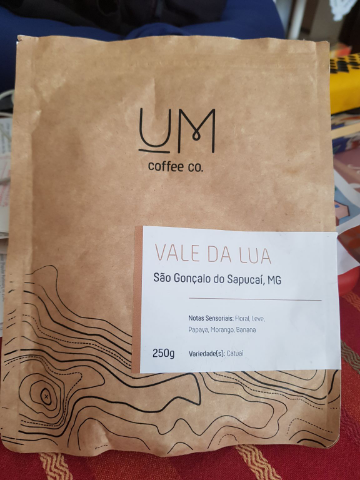 UM
coffee co.
VALE DA LUA
São Gonçalo do Sapucaí, MG
Notas Sensoriais: Floral, Leve,
Papaya, Morango, Banana
250g Variedade(s): Catuaí